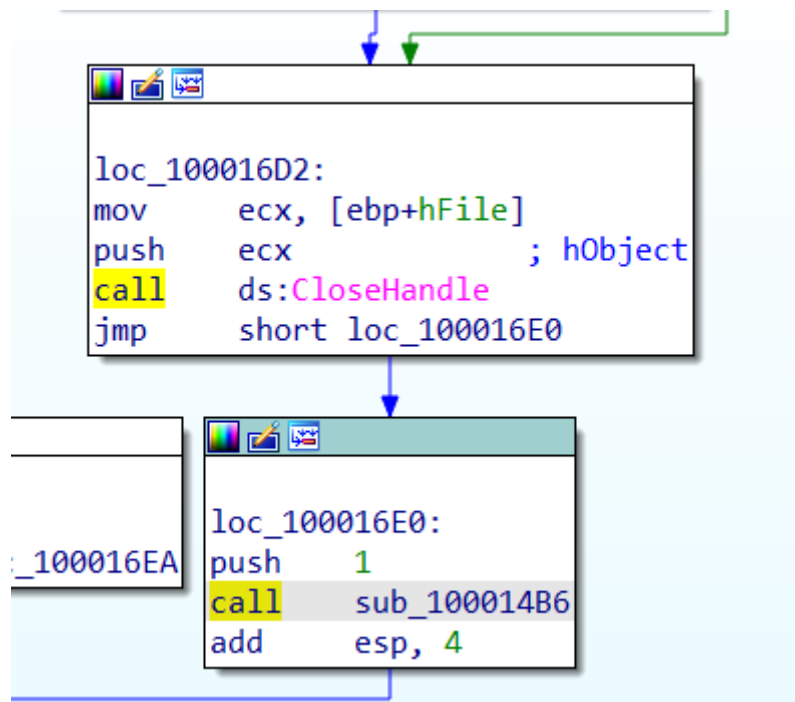 loc_100016D2:
mov ecx, [ebp+hFile]
push ecx ; hObject
call ds:CloseHandle
jmp short loc_100016E0
:_100016EA
loc_100016E0:
push 1
call sub_100014B6
add esp, 4